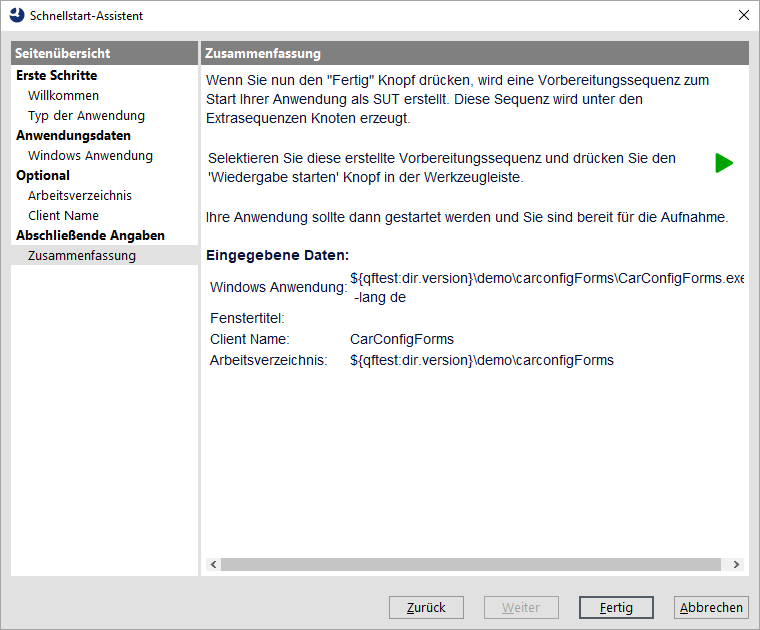 Schnellstart-Assistent
Seitenübersicht
Erste Schritte
Willkommen
Typ der Anwendung
Anwendungsdaten
Windows Anwendung
Optional
Arbeitsverzeichnis
Client Name
Abschließende Angaben
Zusammenfassung
Zusammenfassung
Wenn Sie nun den "Fertig" Knopf drücken, wird eine Vorbereitungssequenz zum
Start Ihrer Anwendung als SUT erstellt. Diese Sequenz wird unter den
Extrasequenzen Knoten erzeugt.
Selektieren Sie diese erstellte Vorbereitungssequenz und drücken Sie den
'Wiedergabe starten' Knopf in der Werkzeugleiste.
Ihre Anwendung sollte dann gestartet werden und Sie sind bereit für die Aufnahme.
Eingegebene Daten:
Windows Anwendung: ${qftest:dir.version}\demo\carconfigForms\CarConfigForms.exe
-lang de
Fenstertitel:
Client Name: CarConfigForms
Arbeitsverzeichnis: ${qftest:dir.version}\demo\carconfigForms
Zurück Weiter Fertig Abbrechen